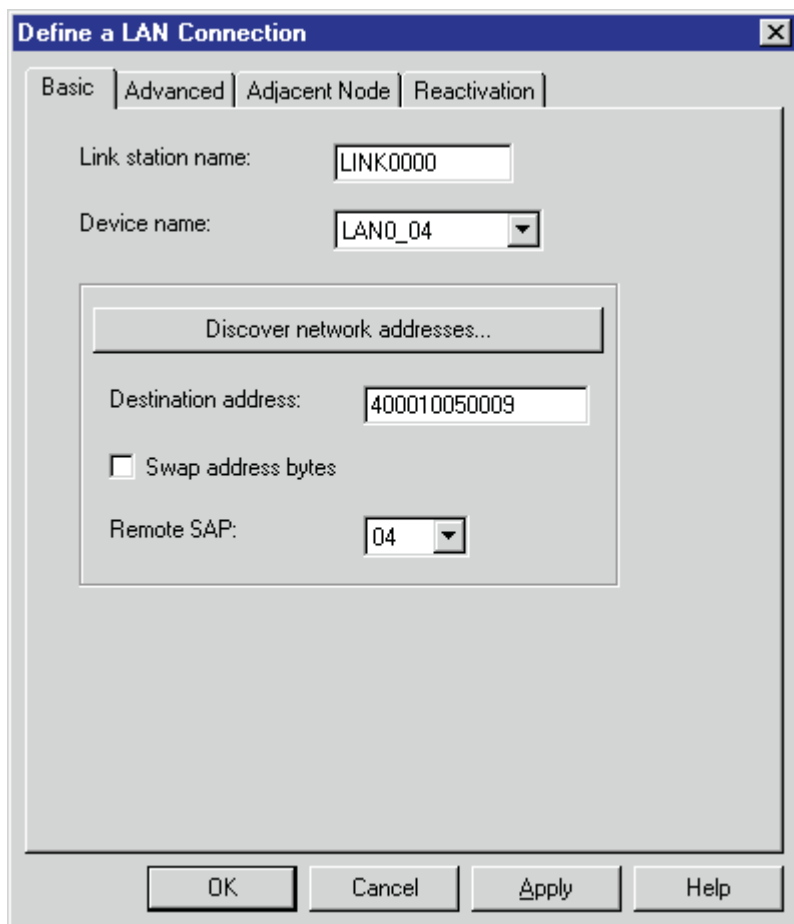 Define a LAN Connection
Basic Advanced Adjacent Node Reactivation
Link station name: LINK0000
Device name: LAN0_04
Discover network addresses...
Destination address: 400010050009
Swap address bytes
Remote SAP: 04
OK Cancel Apply Help